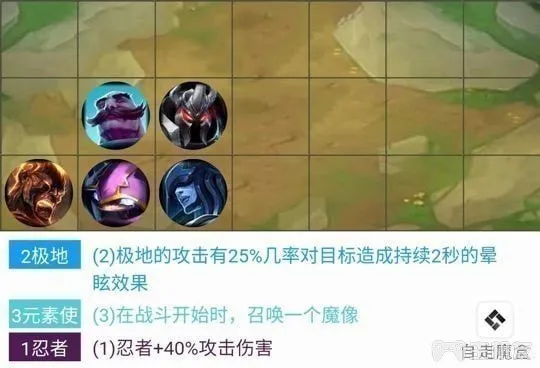 2极地 (2)极地的攻击有25%几率对目标造成持续2秒的晕
眩效果
3元素使 (3)在战斗开始时，召唤一个魔像
1忍者 (1)忍者+40%攻击伤害
自走魔盒